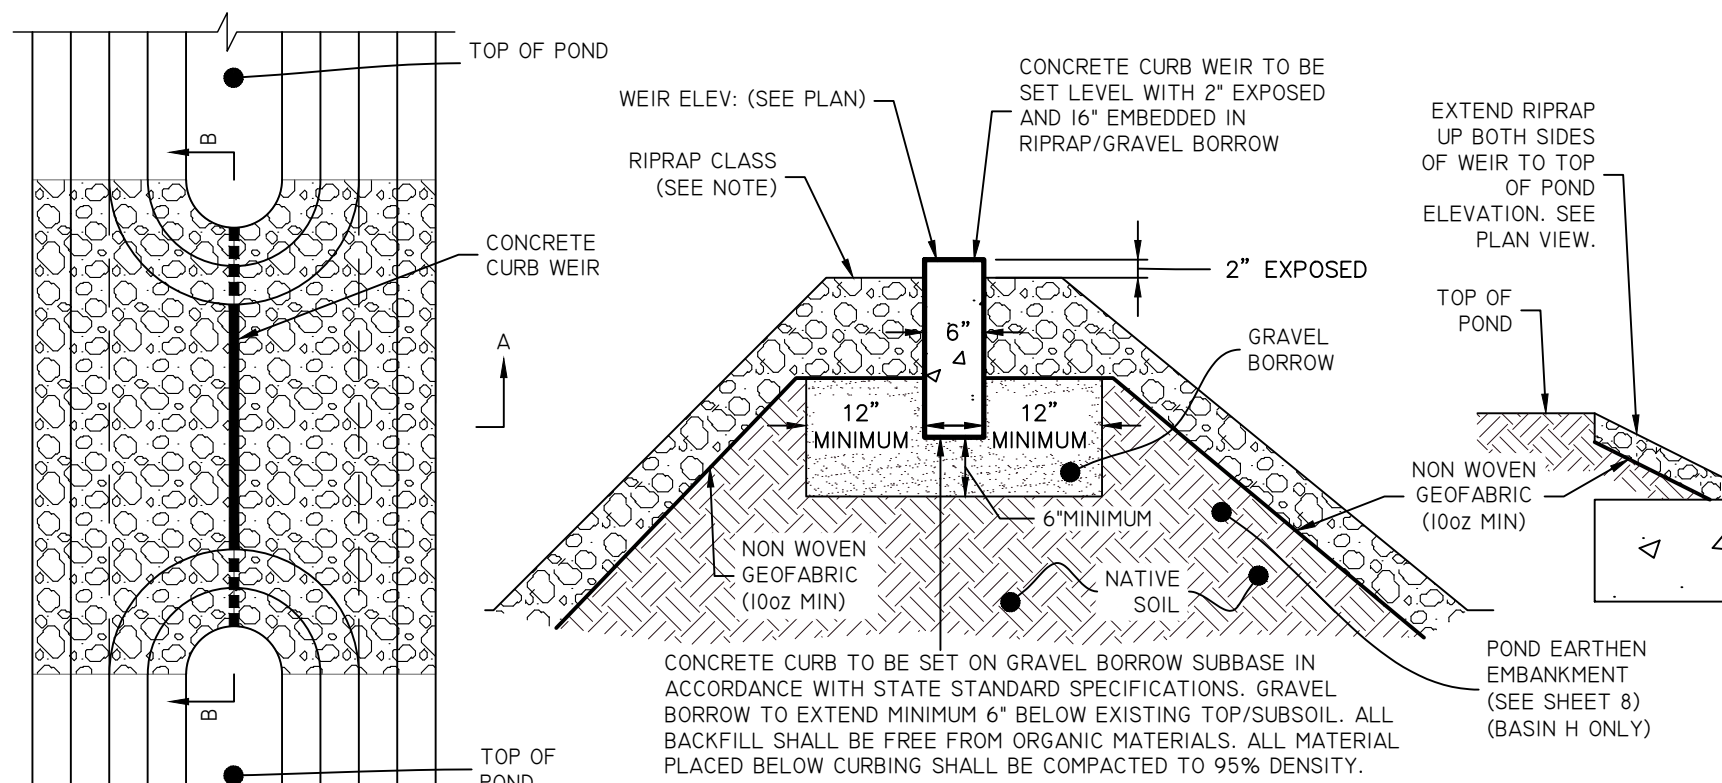 TOP OF POND
B
CONCRETE
CURB WEIR
A
B
TOP OF
POND
WEIR ELEV: (SEE PLAN)
RIPRAP CLASS
(SEE NOTE)
CONCRETE CURB WEIR TO BE
SET LEVEL WITH 2" EXPOSED
AND 16" EMBEDDED IN
RIPRAP/GRAVEL BORROW
2" EXPOSED
6"
GRAVEL
BORROW
12"
MINIMUM
12"
MINIMUM
6"MINIMUM
NON WOVEN
GEOFABRIC
(10oz MIN)
NATIVE
SOIL
CONCRETE CURB TO BE SET ON GRAVEL BORROW SUBBASE IN
ACCORDANCE WITH STATE STANDARD SPECIFICATIONS. GRAVEL
BORROW TO EXTEND MINIMUM 6" BELOW EXISTING TOP/SUBSOIL. ALL
BACKFILL SHALL BE FREE FROM ORGANIC MATERIALS. ALL MATERIAL
PLACED BELOW CURBING SHALL BE COMPACTED TO 95% DENSITY.
EXTEND RIPRAP
UP BOTH SIDES
OF WEIR TO TOP
OF POND
ELEVATION. SEE
PLAN VIEW.
TOP OF
POND
NON WOVEN
GEOFABRIC
(10oz MIN)
POND EARTHEN
EMBANKMENT
(SEE SHEET 8)
(BASIN H ONLY)